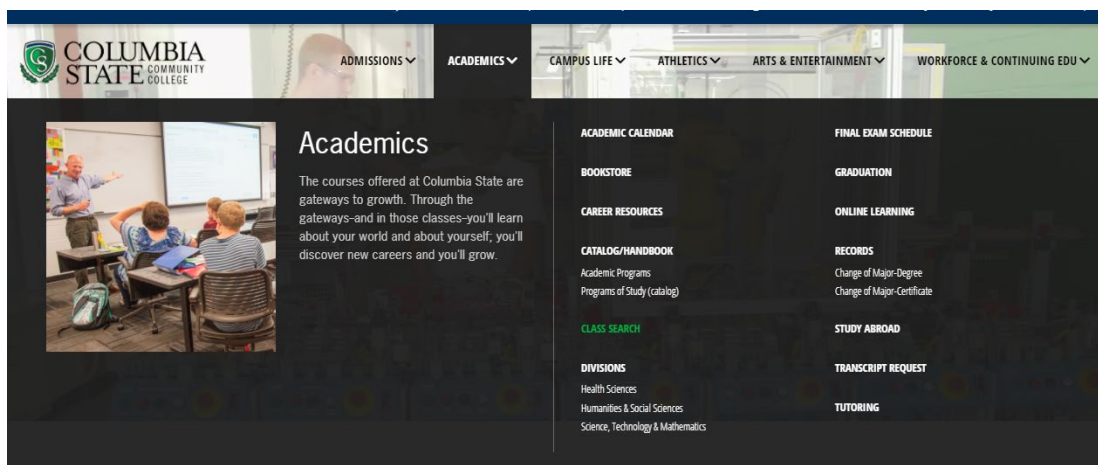 COLUMBIA
STATE COMMUNITY
COLLEGE
ADMISSIONS
ACADEMICS
CAMPUS LIFE
ATHLETICS
ARTS & ENTERTAINMENT
WORKFORCE & CONTINUING EDU
Academics
The courses offered at Columbia State are
gateways to growth. Through the
gateways–and in those classes–you'll learn
about your world and about yourself; you'll
discover new careers and you'll grow.
ACADEMIC CALENDAR
BOOKSTORE
CAREER RESOURCES
CATALOG/HANDBOOK
Academic Programs
Programs of Study (catalog)
CLASS SEARCH
DIVISIONS
Health Sciences
Humanities & Social Sciences
Science, Technology & Mathematics
FINAL EXAM SCHEDULE
GRADUATION
ONLINE LEARNING
RECORDS
Change of Major-Degree
Change of Major-Certificate
STUDY ABROAD
TRANSCRIPT REQUEST
TUTORING